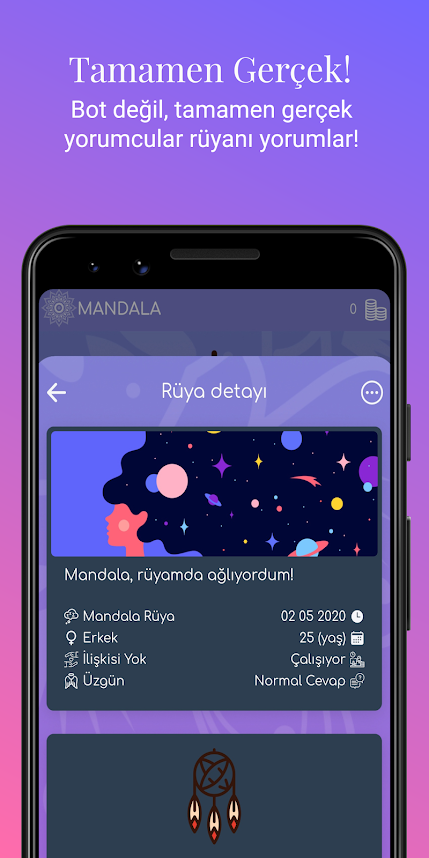 Tamamen Gerçek!
Bot değil, tamamen gerçek
yorumcular rüyanı yorumlar!
MANDALA 0
Rüya detayı
Mandala, rüyamda ağlıyordum!
Mandala Rüya 02 05 2020
Erkek 25 (yaş)
İlişkisi Yok Çalışıyor
Üzgün Normal Cevap